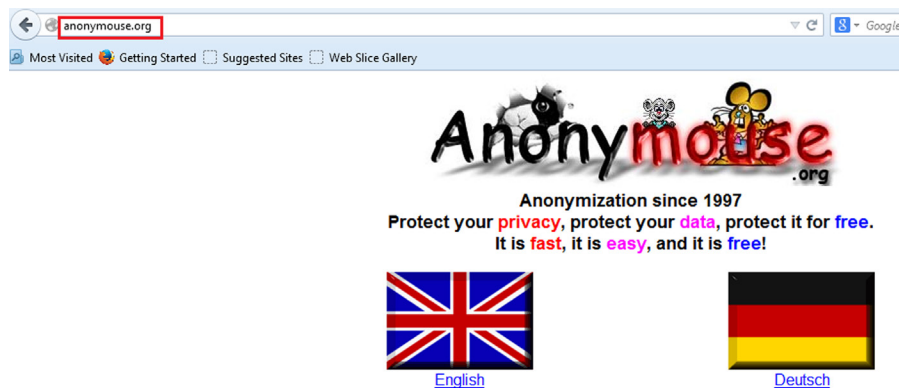 anonymouse.org
Google
Most Visited Getting Started Suggested Sites Web Slice Gallery
Anonymouse
.org
Anonymization since 1997
Protect your privacy, protect your data, protect it for free.
It is fast, it is easy, and it is free!
English Deutsch